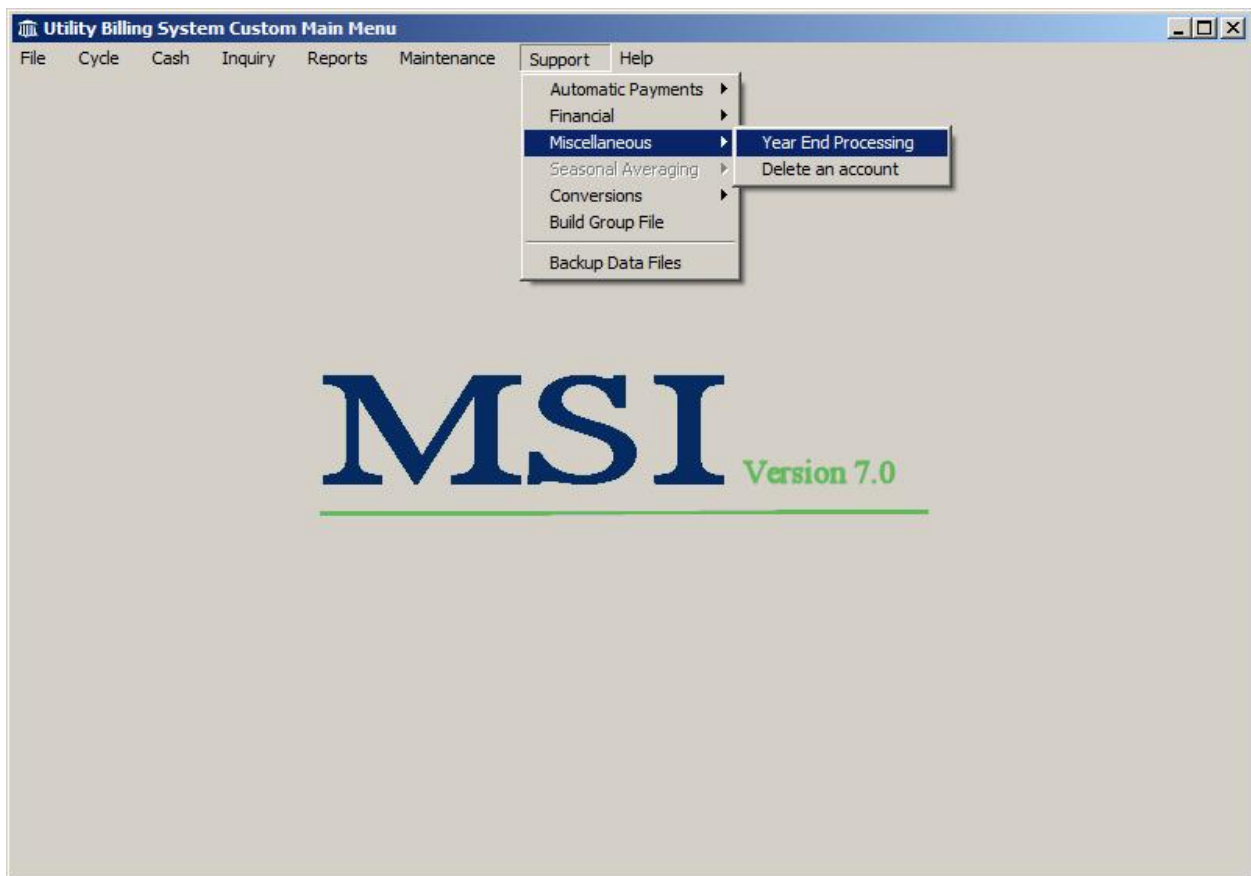 Utility Billing System Custom Main Menu
File Cycle Cash Inquiry Reports Maintenance Support Help
Automatic Payments
Financial
Miscellaneous Year End Processing
Seasonal Averaging Delete an account
Conversions
Build Group File
Backup Data Files
MSI Version 7.0